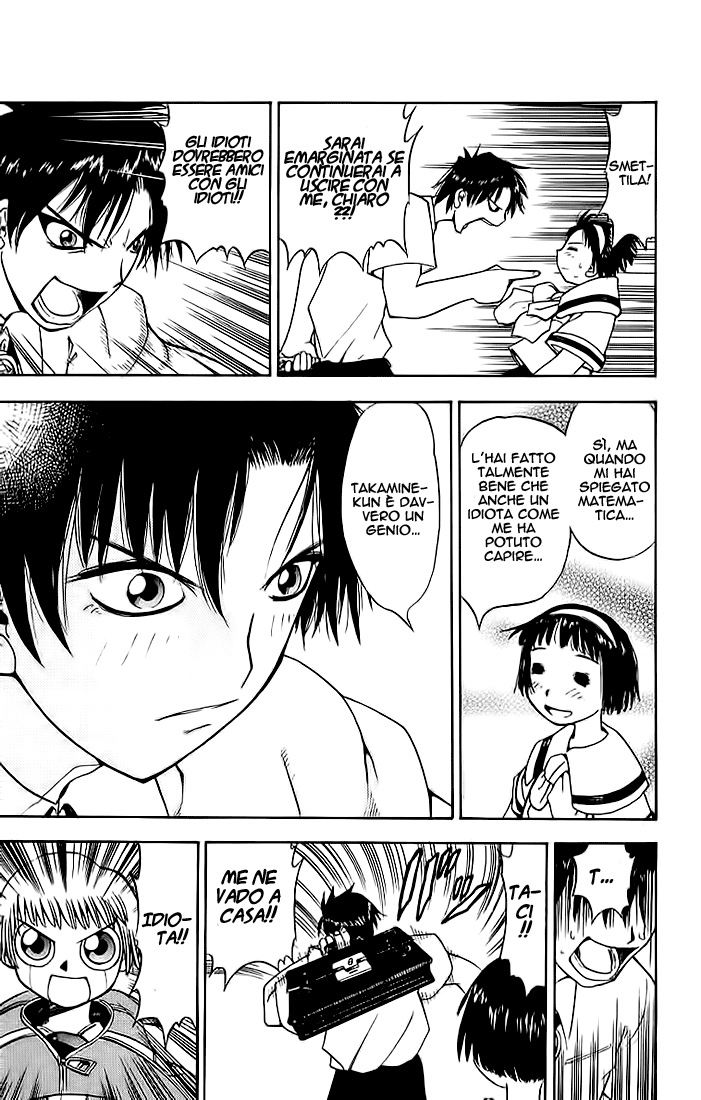 SMET-
TILA!
SARAI
EMARGINATA SE
CONTINUERAI A
USCIRE CON
ME, CHIARO
??!
GLI IDIOTI
DOVREBBERO
ESSERE AMICI
CON GLI
IDIOTI!!
SÌ, MA
QUANDO
MI HAI
SPIEGATO
MATEMA-
TICA...
L'HAI FATTO
TALMENTE
BENE CHE
ANCHE UN
IDIOTA COME
ME HA
POTUTO
CAPIRE...
TAKAMINE-
KUN È DAV-
VERO UN
GENIO...
T...
TA-
CI
!!
ME NE
VADO A
CASA!!
IDIO-
TA!!